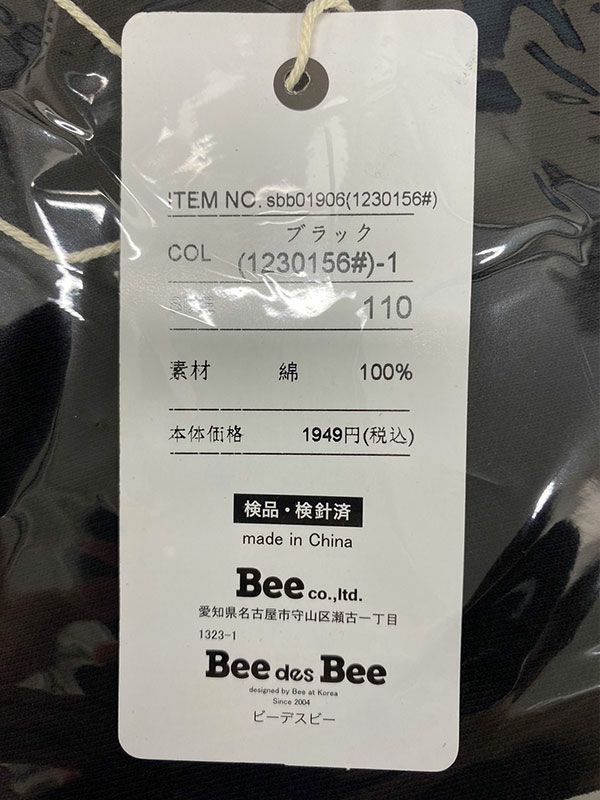 ITEM NO. sbb01906(1230156#)
ブラック
COL (1230156#)-1
110
素材 綿 100%
本体価格 1949円(税込)
検品・検針済
made in China
Bee co.,ltd.
愛知県名古屋市守山区瀬古一丁目
1323-1
Bee des Bee
designed by Bee at Korea
Since 2004
ビーデスビー